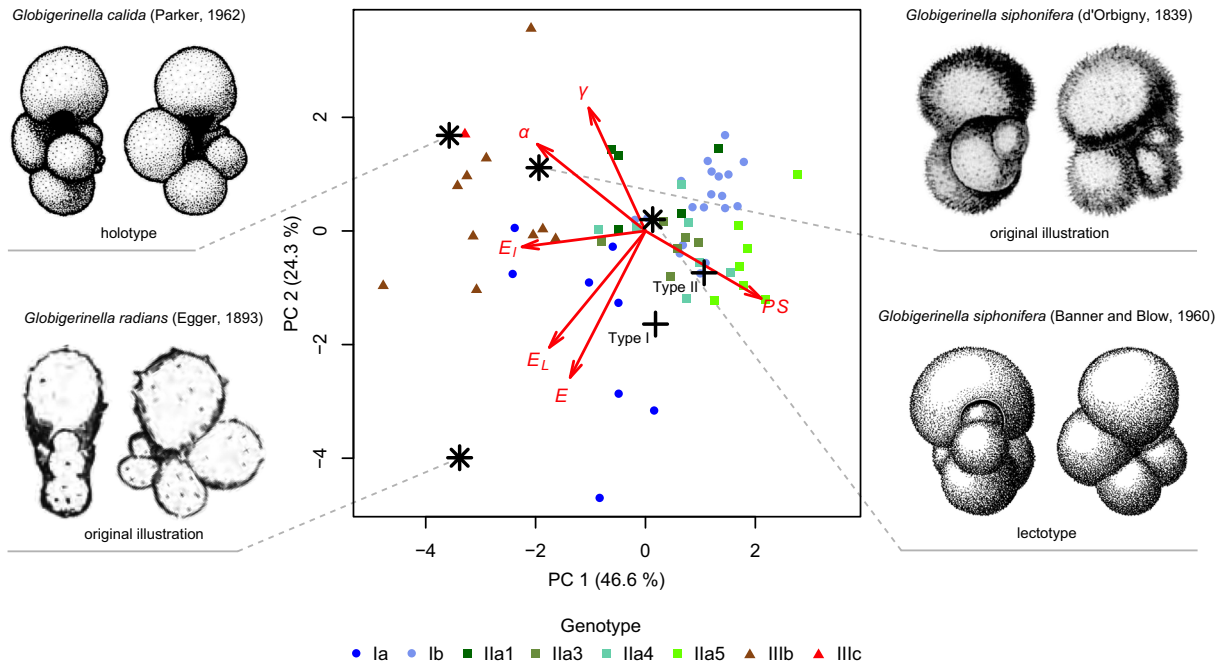 Globigerinella calida (Parker, 1962)
holotype
Globigerinella radians (Egger, 1893)
original illustration
Globigerinella siphonifera (d'Orbigny, 1839)
original illustration
Globigerinella siphonifera (Banner and Blow, 1960)
lectotype
PC 2 (24.3 %)
2
0
−2
−4
γ
α
E_I
E_L
E
PS
Type II
Type I
−4 −2 0 2
PC 1 (46.6 %)
Genotype
Ia Ib IIa1 IIa3 IIa4 IIa5 IIIb IIIc